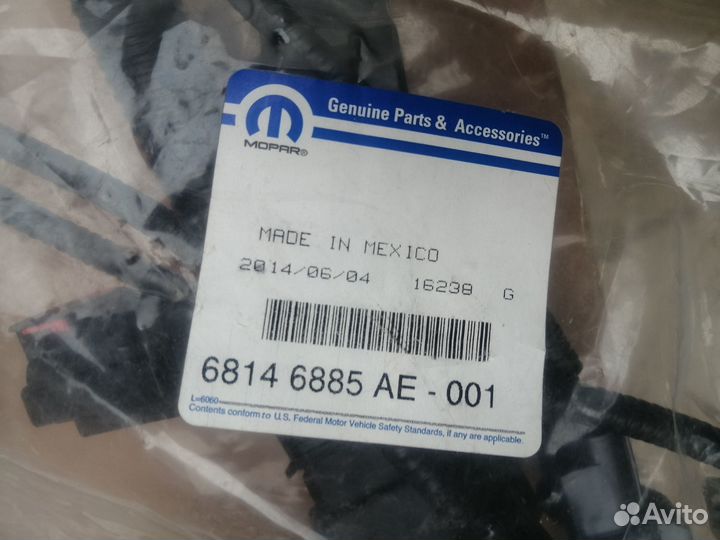 Genuine Parts & Accessories™
MOPAR®
MADE IN MEXICO
2014/06/04 16238 G
6814 6885 AE - 001
L=6060
Contents conform to U.S. Federal Motor Vehicle Safety Standards, if any are applicable.
Avito